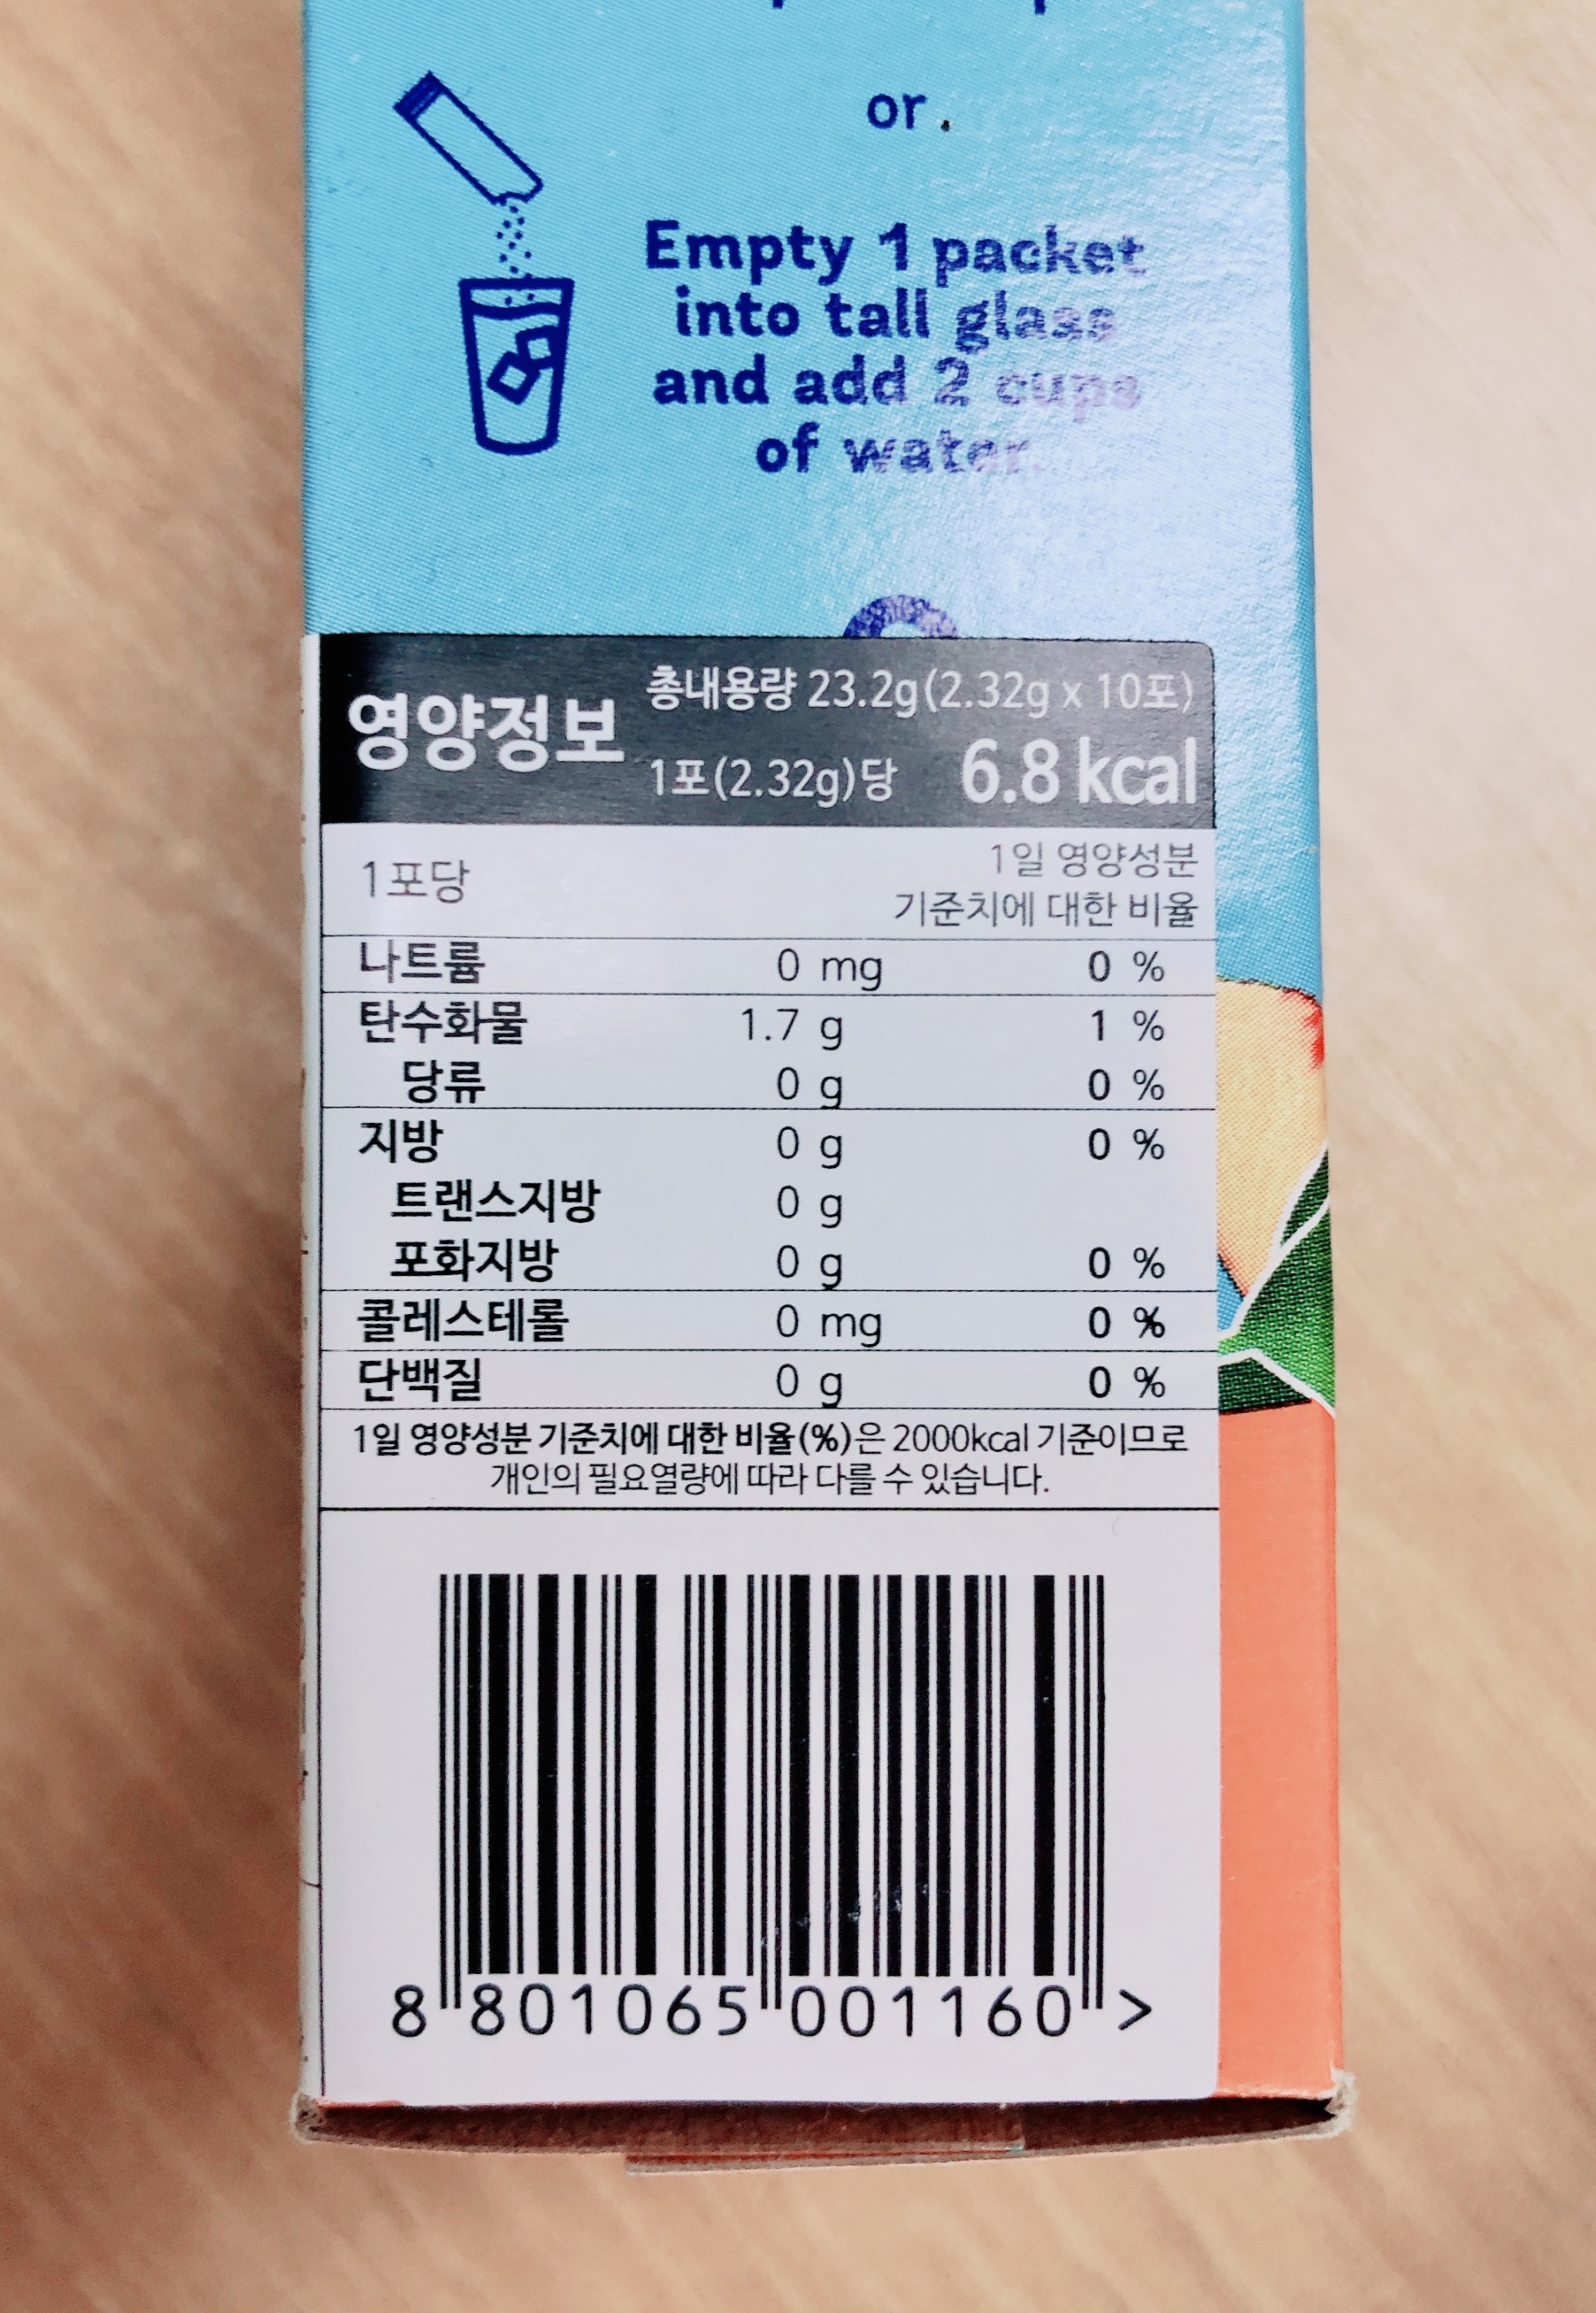 or.
Empty 1 packet
into tall glass
and add 2 cups
of water.
영양정보
총내용량 23.2g(2.32g x 10포)
1포(2.32g)당 6.8 kcal
1포당
1일 영양성분
기준치에 대한 비율
나트륨 0 mg 0 %
탄수화물 1.7 g 1 %
당류 0 g 0 %
지방 0 g 0 %
트랜스지방 0 g
포화지방 0 g 0 %
콜레스테롤 0 mg 0 %
단백질 0 g 0 %
1일 영양성분 기준치에 대한 비율(%)은 2000kcal 기준이므로
개인의 필요열량에 따라 다를 수 있습니다.
8 801065 001160 >